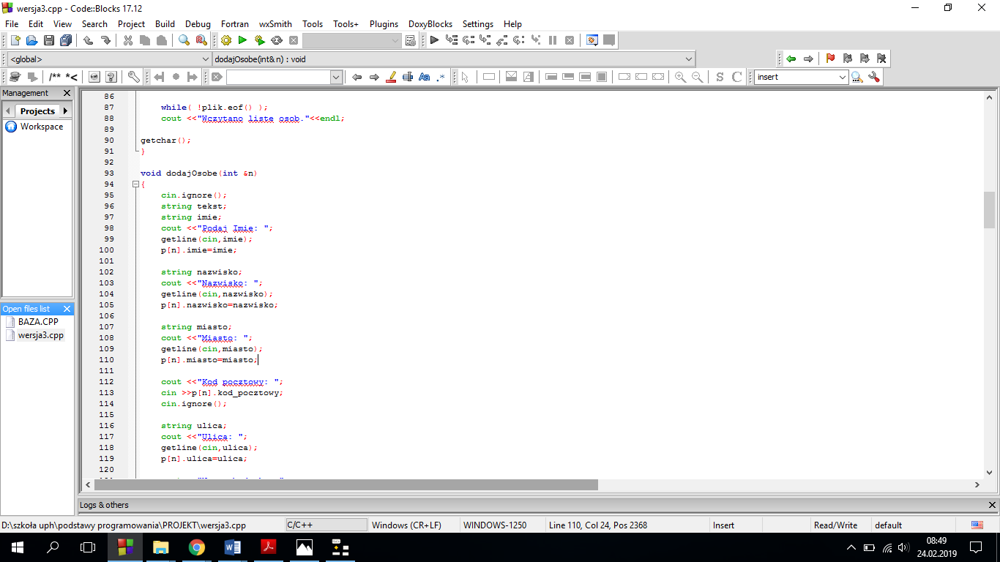 wersja3.cpp - Code::Blocks 17.12
File Edit View Search Project Build Debug Fortran wxSmith Tools Tools+ Plugins DoxyBlocks Settings Help
<global> dodajOsobe(int& n) : void
/** *< Aa .* S C insert
Management
Projects
Workspace
Open files list
BAZA.CPP
wersja3.cpp
86
87 while( !plik.eof() );
88 cout <<"Wczytano liste osob."<<endl;
89
90 getchar();
91 }
92
93 void dodajOsobe(int &n)
94 {
95 cin.ignore();
96 string tekst;
97 string imie;
98 cout <<"Podaj Imie: ";
99 getline(cin,imie);
100 p[n].imie=imie;
101
102 string nazwisko;
103 cout <<"Nazwisko: ";
104 getline(cin,nazwisko);
105 p[n].nazwisko=nazwisko;
106
107 string miasto;
108 cout <<"Miasto: ";
109 getline(cin,miasto);
110 p[n].miasto=miasto;
111
112 cout <<"Kod pocztowy: ";
113 cin >>p[n].kod_pocztowy;
114 cin.ignore();
115
116 string ulica;
117 cout <<"Ulica: ";
118 getline(cin,ulica);
119 p[n].ulica=ulica;
120
Logs & others
D:\szkoła uph\podstawy programowania\PROJEKT\wersja3.cpp C/C++ Windows (CR+LF) WINDOWS-1250 Line 110, Col 24, Pos 2368 Insert Read/Write default
08:49
24.02.2019